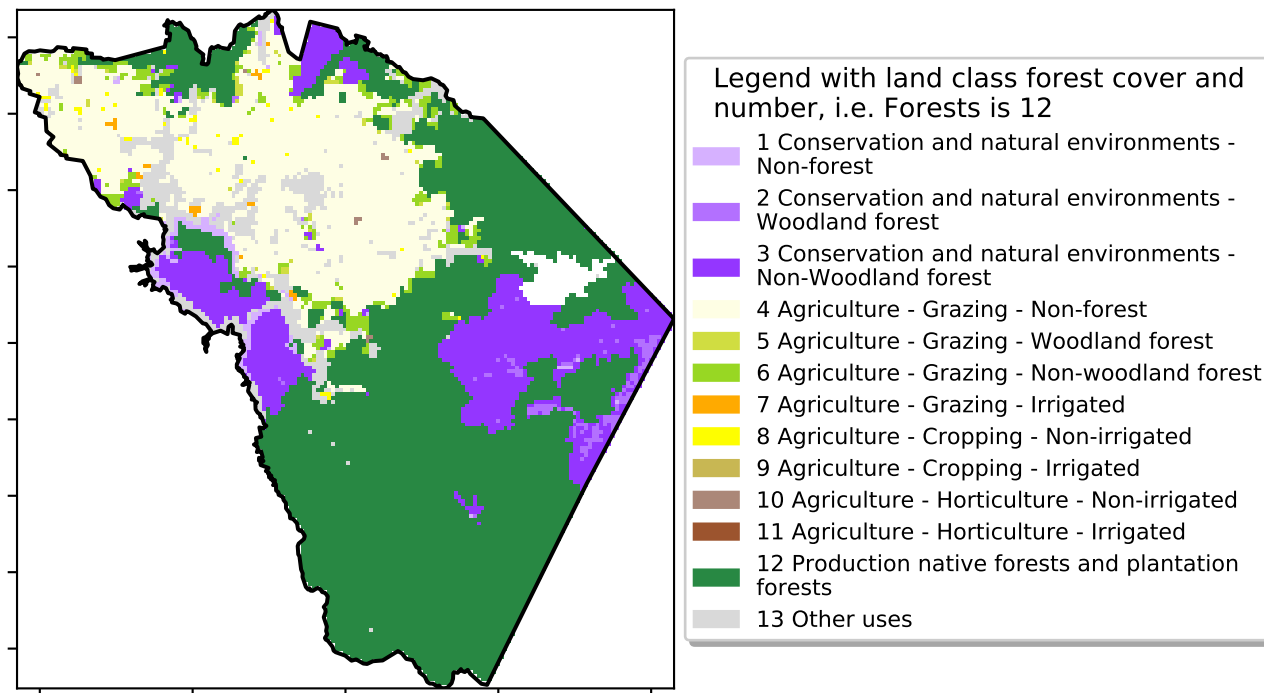 Legend with land class forest cover and
number, i.e. Forests is 12
1 Conservation and natural environments -
Non-forest
2 Conservation and natural environments -
Woodland forest
3 Conservation and natural environments -
Non-Woodland forest
4 Agriculture - Grazing - Non-forest
5 Agriculture - Grazing - Woodland forest
6 Agriculture - Grazing - Non-woodland forest
7 Agriculture - Grazing - Irrigated
8 Agriculture - Cropping - Non-irrigated
9 Agriculture - Cropping - Irrigated
10 Agriculture - Horticulture - Non-irrigated
11 Agriculture - Horticulture - Irrigated
12 Production native forests and plantation
forests
13 Other uses